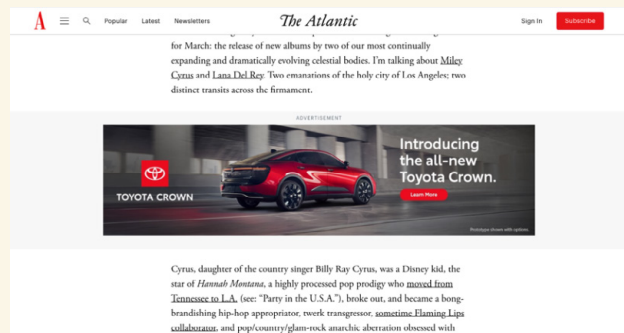 A Popular Latest Newsletters The Atlantic Sign In Subscribe
for March: the release of new albums by two of our most continually
expanding and dramatically evolving celestial bodies. I'm talking about Miley
Cyrus and Lana Del Rey. Two emanations of the holy city of Los Angeles; two
distinct transits across the firmament.
ADVERTISEMENT
Introducing
the all-new
Toyota Crown.
Learn More
TOYOTA CROWN
Prototype shown with options.
Cyrus, daughter of the country singer Billy Ray Cyrus, was a Disney kid, the
star of Hannah Montana, a highly processed pop prodigy who moved from
Tennessee to L.A. (see: “Party in the U.S.A.”), broke out, and became a bong-
brandishing hip-hop appropriator, twerk transgressor, sometime Flaming Lips
collaborator, and pop/country/glam-rock anarchic aberration obsessed with